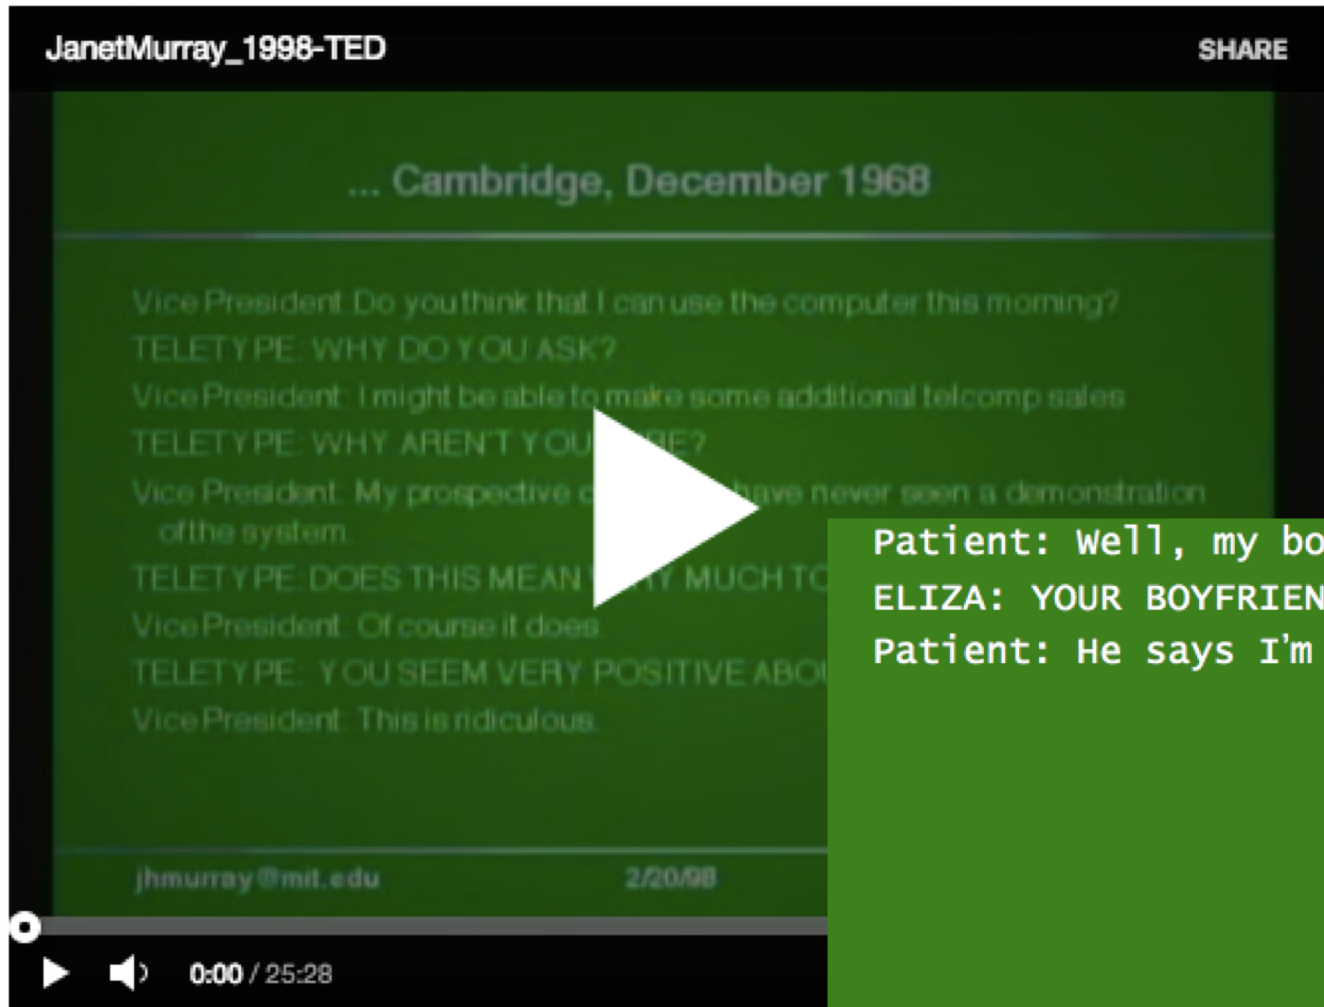 JanetMurray_1998-TED
SHARE
... Cambridge, December 1968
Vice President: Do you think that I can use the computer this morning?
TELETYPE: WHY DO YOU ASK?
Vice President: I might be able to make some additional telcomp sales
TELETYPE: WHY AREN'T YOU
Vice President: My prospective have never seen a demonstration
of the system.
TELETYPE: DOES THIS MEAN MUCH TO
Vice President: Of course it does.
TELETYPE: YOU SEEM VERY POSITIVE
Vice President: This is ridiculous.
jhmurray@mit.edu
2/20/98
Patient: Well, my bo
ELIZA: YOUR BOYFRIEN
Patient: He says I'm
0:00 / 25:28